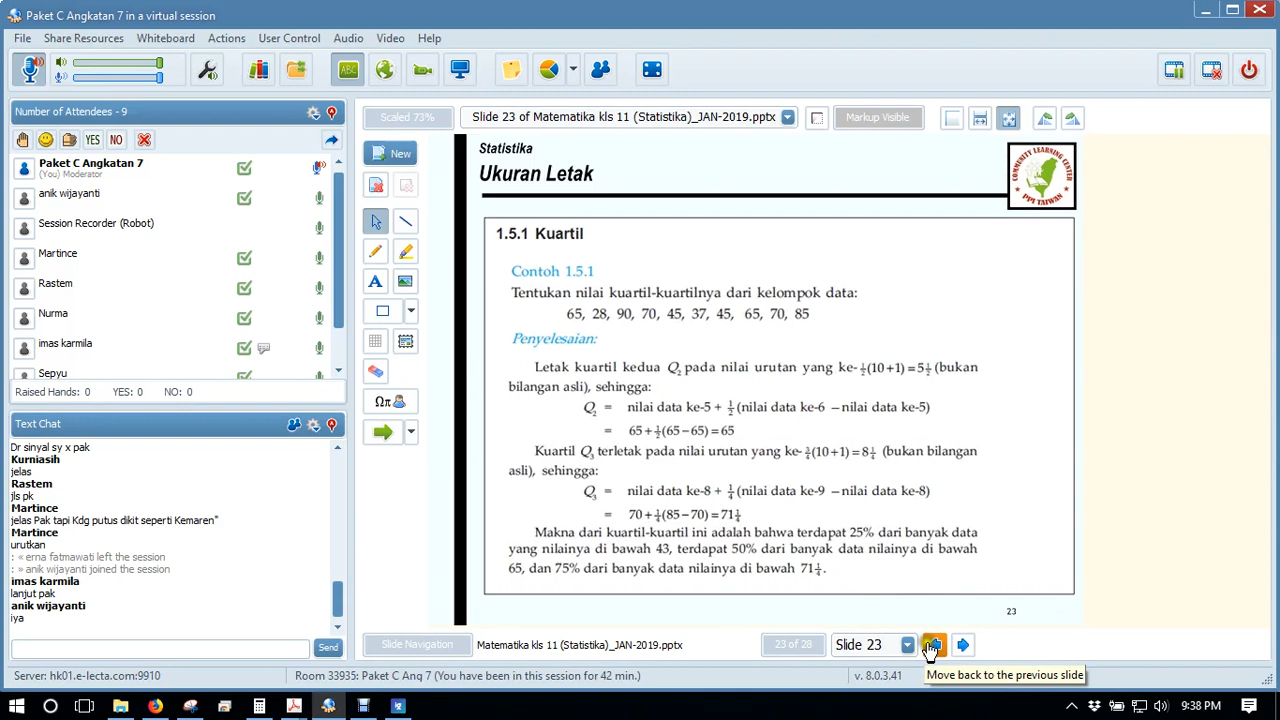 Paket C Angkatan 7 in a virtual session
File Share Resources Whiteboard Actions User Control Audio Video Help
Number of Attendees - 9
YES NO
Paket C Angkatan 7
(You) Moderator
anik wijayanti
Session Recorder (Robot)
Martince
Rastem
Nurma
imas karmila
Sepyu
Raised Hands: 0 YES: 0 NO: 0
Text Chat
Dr sinyal sy x pak
Kurniasih
jelas
Rastem
jls pk
Martince
jelas Pak tapi Kdg putus dikit seperti Kemaren"
Martince
urutkan
: « erna fatmawati left the session
: » anik wijayanti joined the session
imas karmila
lanjut pak
anik wijayanti
iya
Send
Scaled 73%
Slide 23 of Matematika kls 11 (Statistika)_JAN-2019.pptx
Markup Visible
New
ABC
A
Ωπ
Statistika
Ukuran Letak
COMMUNITY LEARNING CENTER
PPI TAIWAN
1.5.1 Kuartil
Contoh 1.5.1
Tentukan nilai kuartil-kuartilnya dari kelompok data:
65, 28, 90, 70, 45, 37, 45, 65, 70, 85
Penyelesaian:
Letak kuartil kedua Q₂ pada nilai urutan yang ke-½(10+1)=5½ (bukan
bilangan asli), sehingga:
Q₂ = nilai data ke-5 + ½(nilai data ke-6 – nilai data ke-5)
= 65+½(65–65)=65
Kuartil Q₃ terletak pada nilai urutan yang ke-¾(10+1)=8¼ (bukan bilangan
asli), sehingga:
Q₃ = nilai data ke-8 + ¼(nilai data ke-9 – nilai data ke-8)
= 70+¼(85–70)=71¼
Makna dari kuartil-kuartil ini adalah bahwa terdapat 25% dari banyak data
yang nilainya di bawah 43, terdapat 50% dari banyak data nilainya di bawah
65, dan 75% dari banyak data nilainya di bawah 71¼.
23
Slide Navigation
Matematika kls 11 (Statistika)_JAN-2019.pptx
23 of 28
Slide 23
Move back to the previous slide
Server: hk01.e-lecta.com:9910
Room 33935: Paket C Ang 7 (You have been in this session for 42 min.)
v. 8.0.3.41
9:38 PM